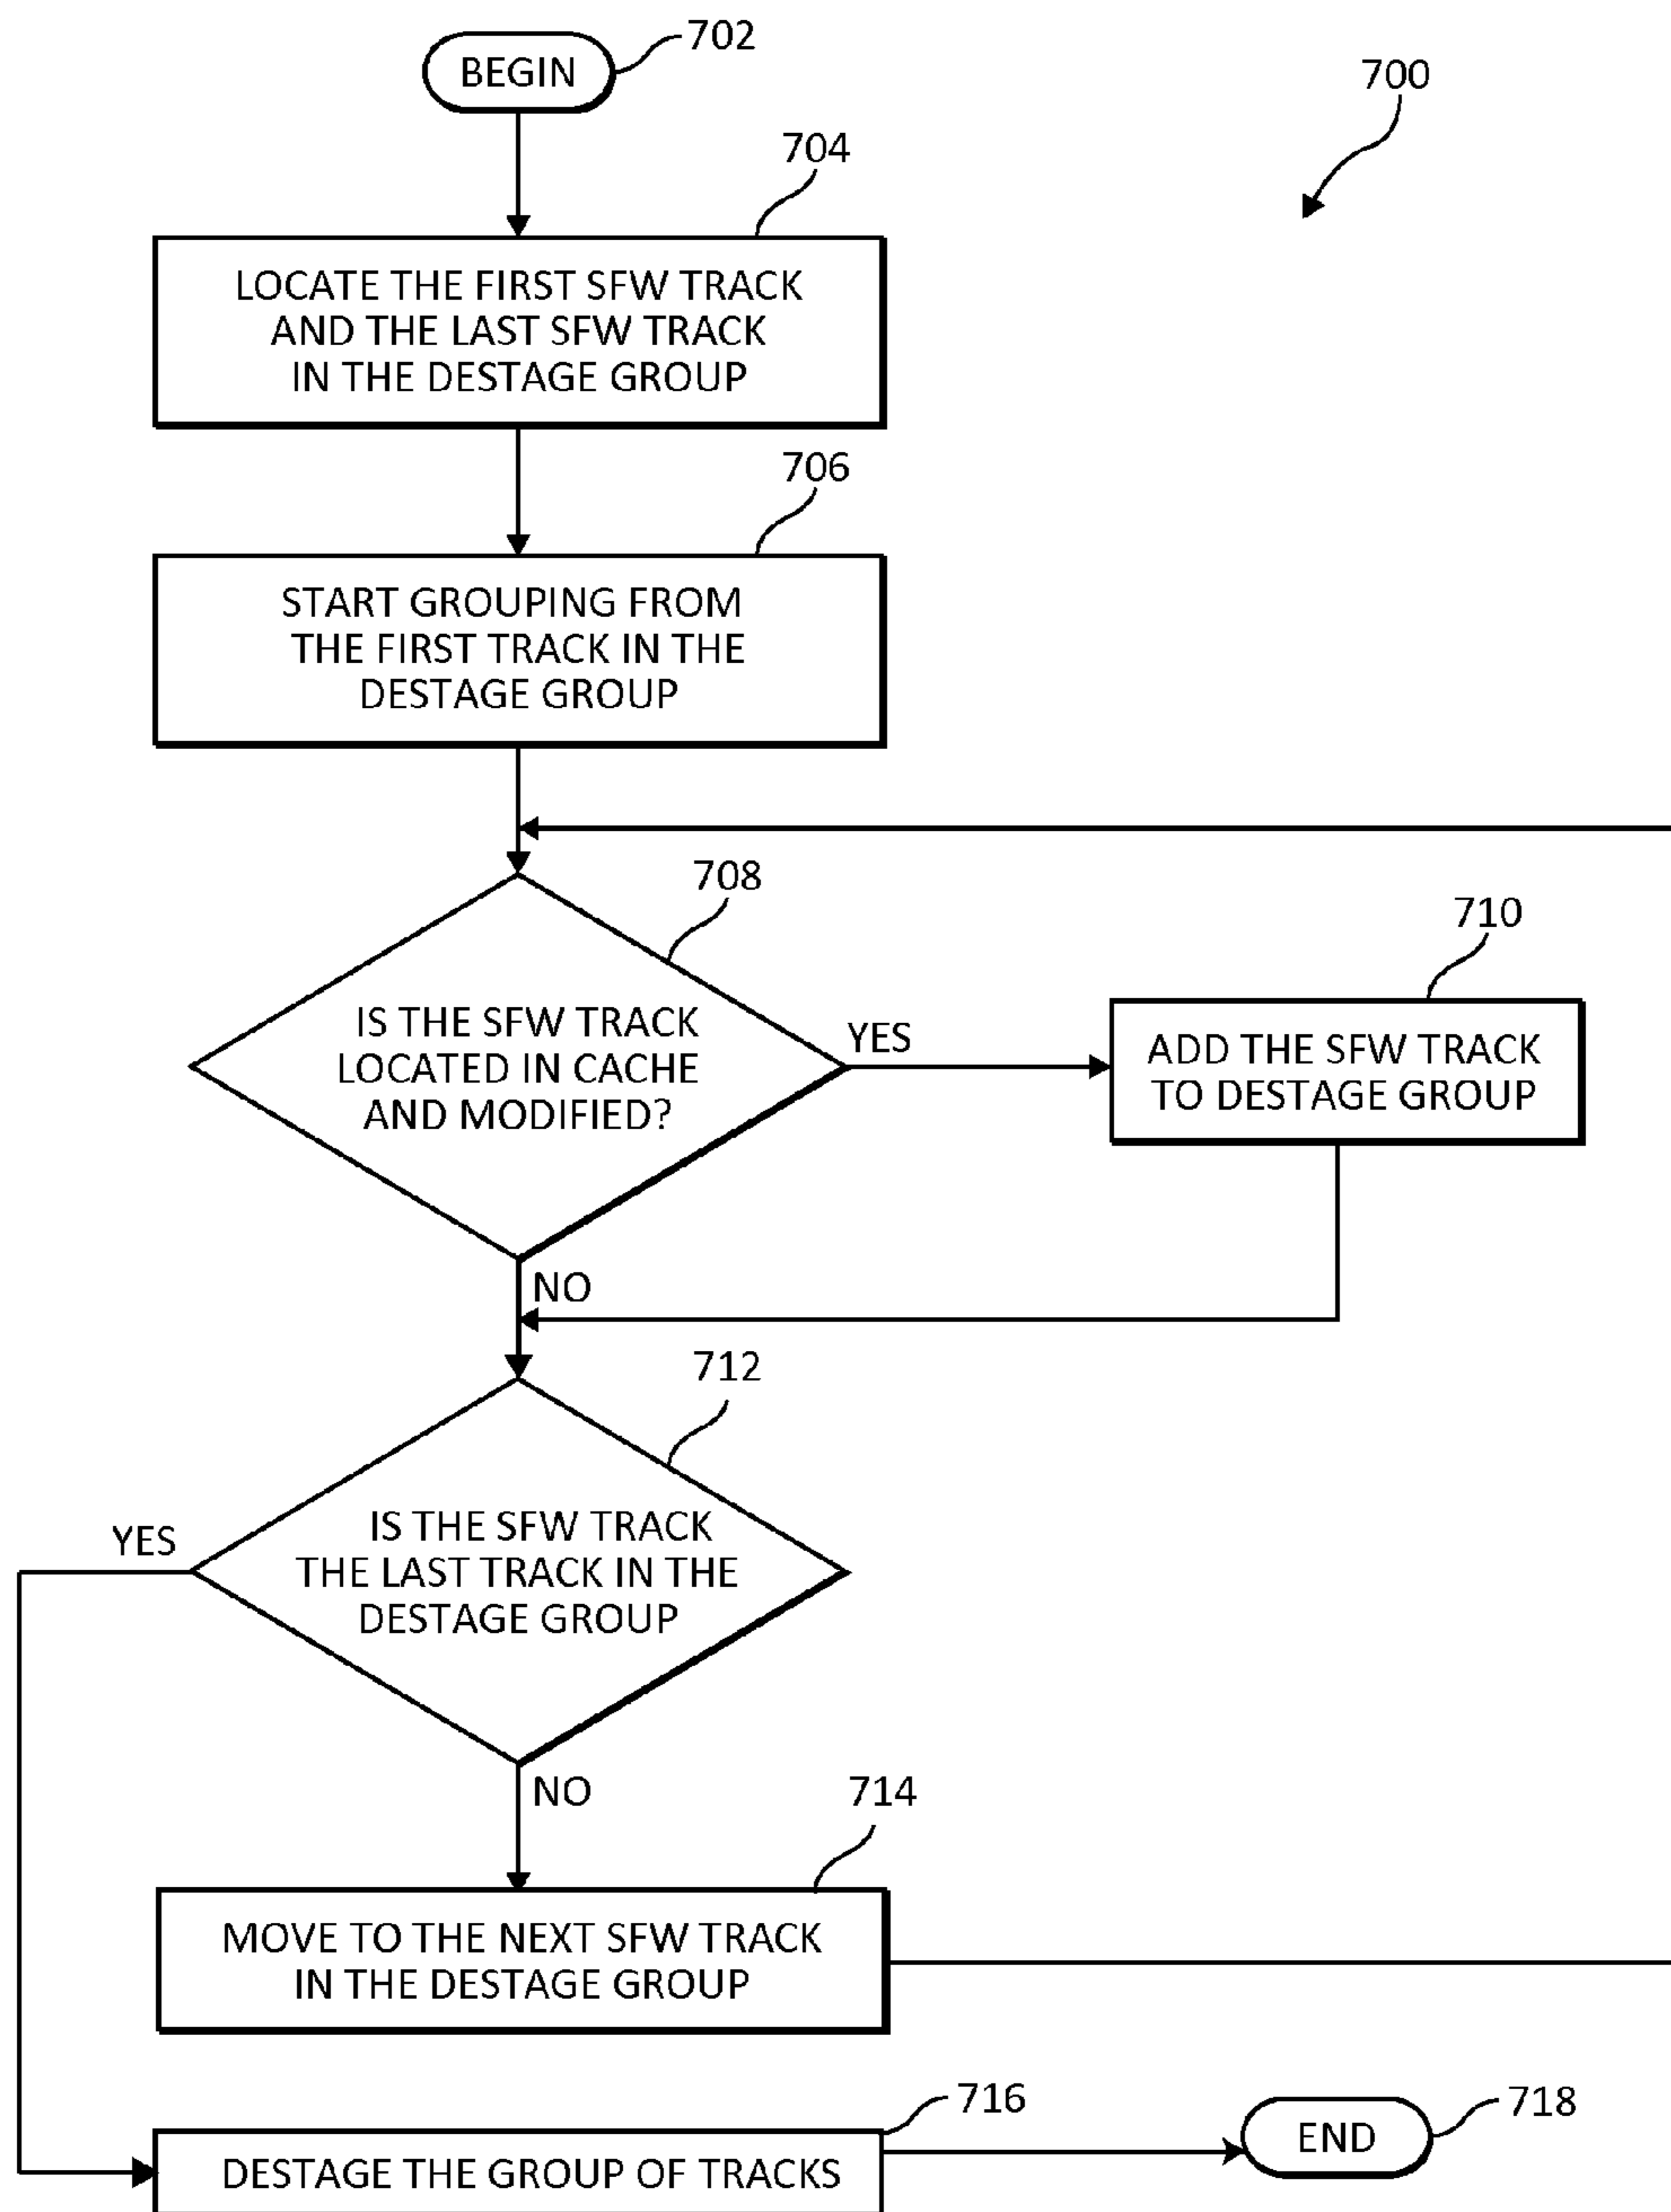 702
BEGIN
700
704
LOCATE THE FIRST SFW TRACK
AND THE LAST SFW TRACK
IN THE DESTAGE GROUP
706
START GROUPING FROM
THE FIRST TRACK IN THE
DESTAGE GROUP
708
IS THE SFW TRACK
LOCATED IN CACHE
AND MODIFIED?
YES
710
ADD THE SFW TRACK
TO DESTAGE GROUP
NO
712
IS THE SFW TRACK
THE LAST TRACK IN THE
DESTAGE GROUP
YES
NO
714
MOVE TO THE NEXT SFW TRACK
IN THE DESTAGE GROUP
716
DESTAGE THE GROUP OF TRACKS
718
END